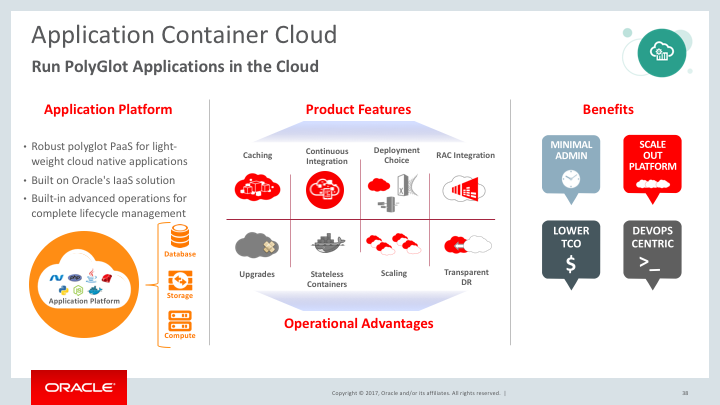 Application Container Cloud
Run PolyGlot Applications in the Cloud
Application Platform
• Robust polyglot PaaS for light-
weight cloud native applications
• Built on Oracle's IaaS solution
• Built-in advanced operations for
complete lifecycle management
Application Platform
Database
Storage
Compute
Product Features
Caching
Continuous
Integration
Deployment
Choice
RAC Integration
Upgrades
Stateless
Containers
Scaling
Transparent
DR
Operational Advantages
Benefits
MINIMAL
ADMIN
SCALE
OUT
PLATFORM
LOWER
TCO
$
DEVOPS
CENTRIC
>_
ORACLE
Copyright © 2017, Oracle and/or its affiliates. All rights reserved. |
38